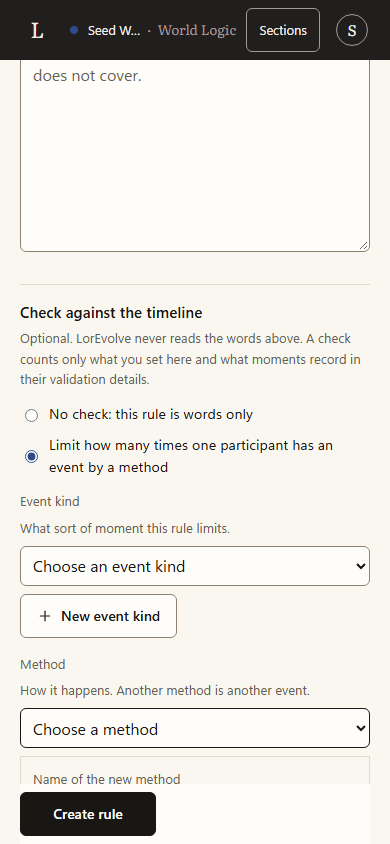 L
Seed W... · World Logic
Sections
S
does not cover.
Check against the timeline
Optional. LorEvolve never reads the words above. A check
counts only what you set here and what moments record in
their validation details.
No check: this rule is words only
Limit how many times one participant has an
event by a method
Event kind
What sort of moment this rule limits.
Choose an event kind
+ New event kind
Method
How it happens. Another method is another event.
Choose a method
Name of the new method
Create rule